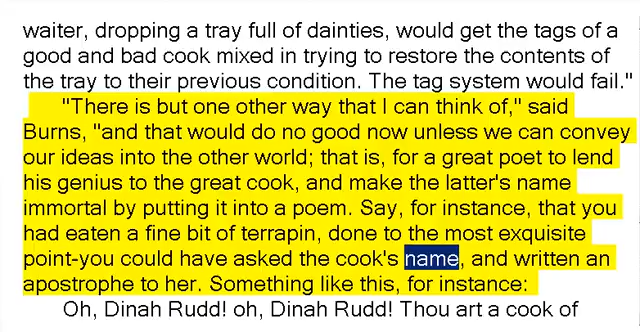 waiter, dropping a tray full of dainties, would get the tags of a
good and bad cook mixed in trying to restore the contents of
the tray to their previous condition. The tag system would fail."
"There is but one other way that I can think of," said
Burns, "and that would do no good now unless we can convey
our ideas into the other world; that is, for a great poet to lend
his genius to the great cook, and make the latter's name
immortal by putting it into a poem. Say, for instance, that you
had eaten a fine bit of terrapin, done to the most exquisite
point-you could have asked the cook's name, and written an
apostrophe to her. Something like this, for instance:
Oh, Dinah Rudd! oh, Dinah Rudd! Thou art a cook of